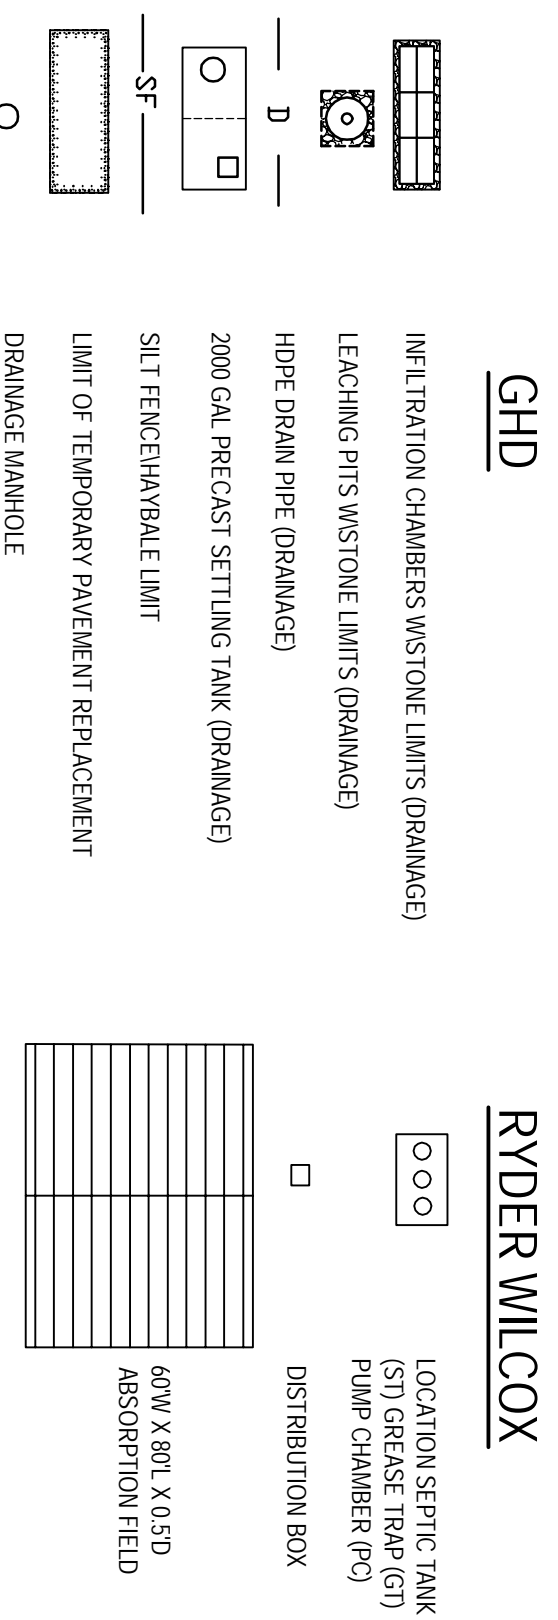 GHD
INFILTRATION CHAMBERS W\STONE LIMITS (DRAINAGE)
LEACHING PITS W\STONE LIMITS (DRAINAGE)
D
HDPE DRAIN PIPE (DRAINAGE)
2000 GAL PRECAST SETTLING TANK (DRAINAGE)
SF
SILT FENCE\HAYBALE LIMIT
LIMIT OF TEMPORARY PAVEMENT REPLACEMENT
DRAINAGE MANHOLE
RYDER WILCOX
LOCATION SEPTIC TANK
(ST) GREASE TRAP (GT)
PUMP CHAMBER (PC)
DISTRIBUTION BOX
60'W X 80'L X 0.5'D
ABSORPTION FIELD